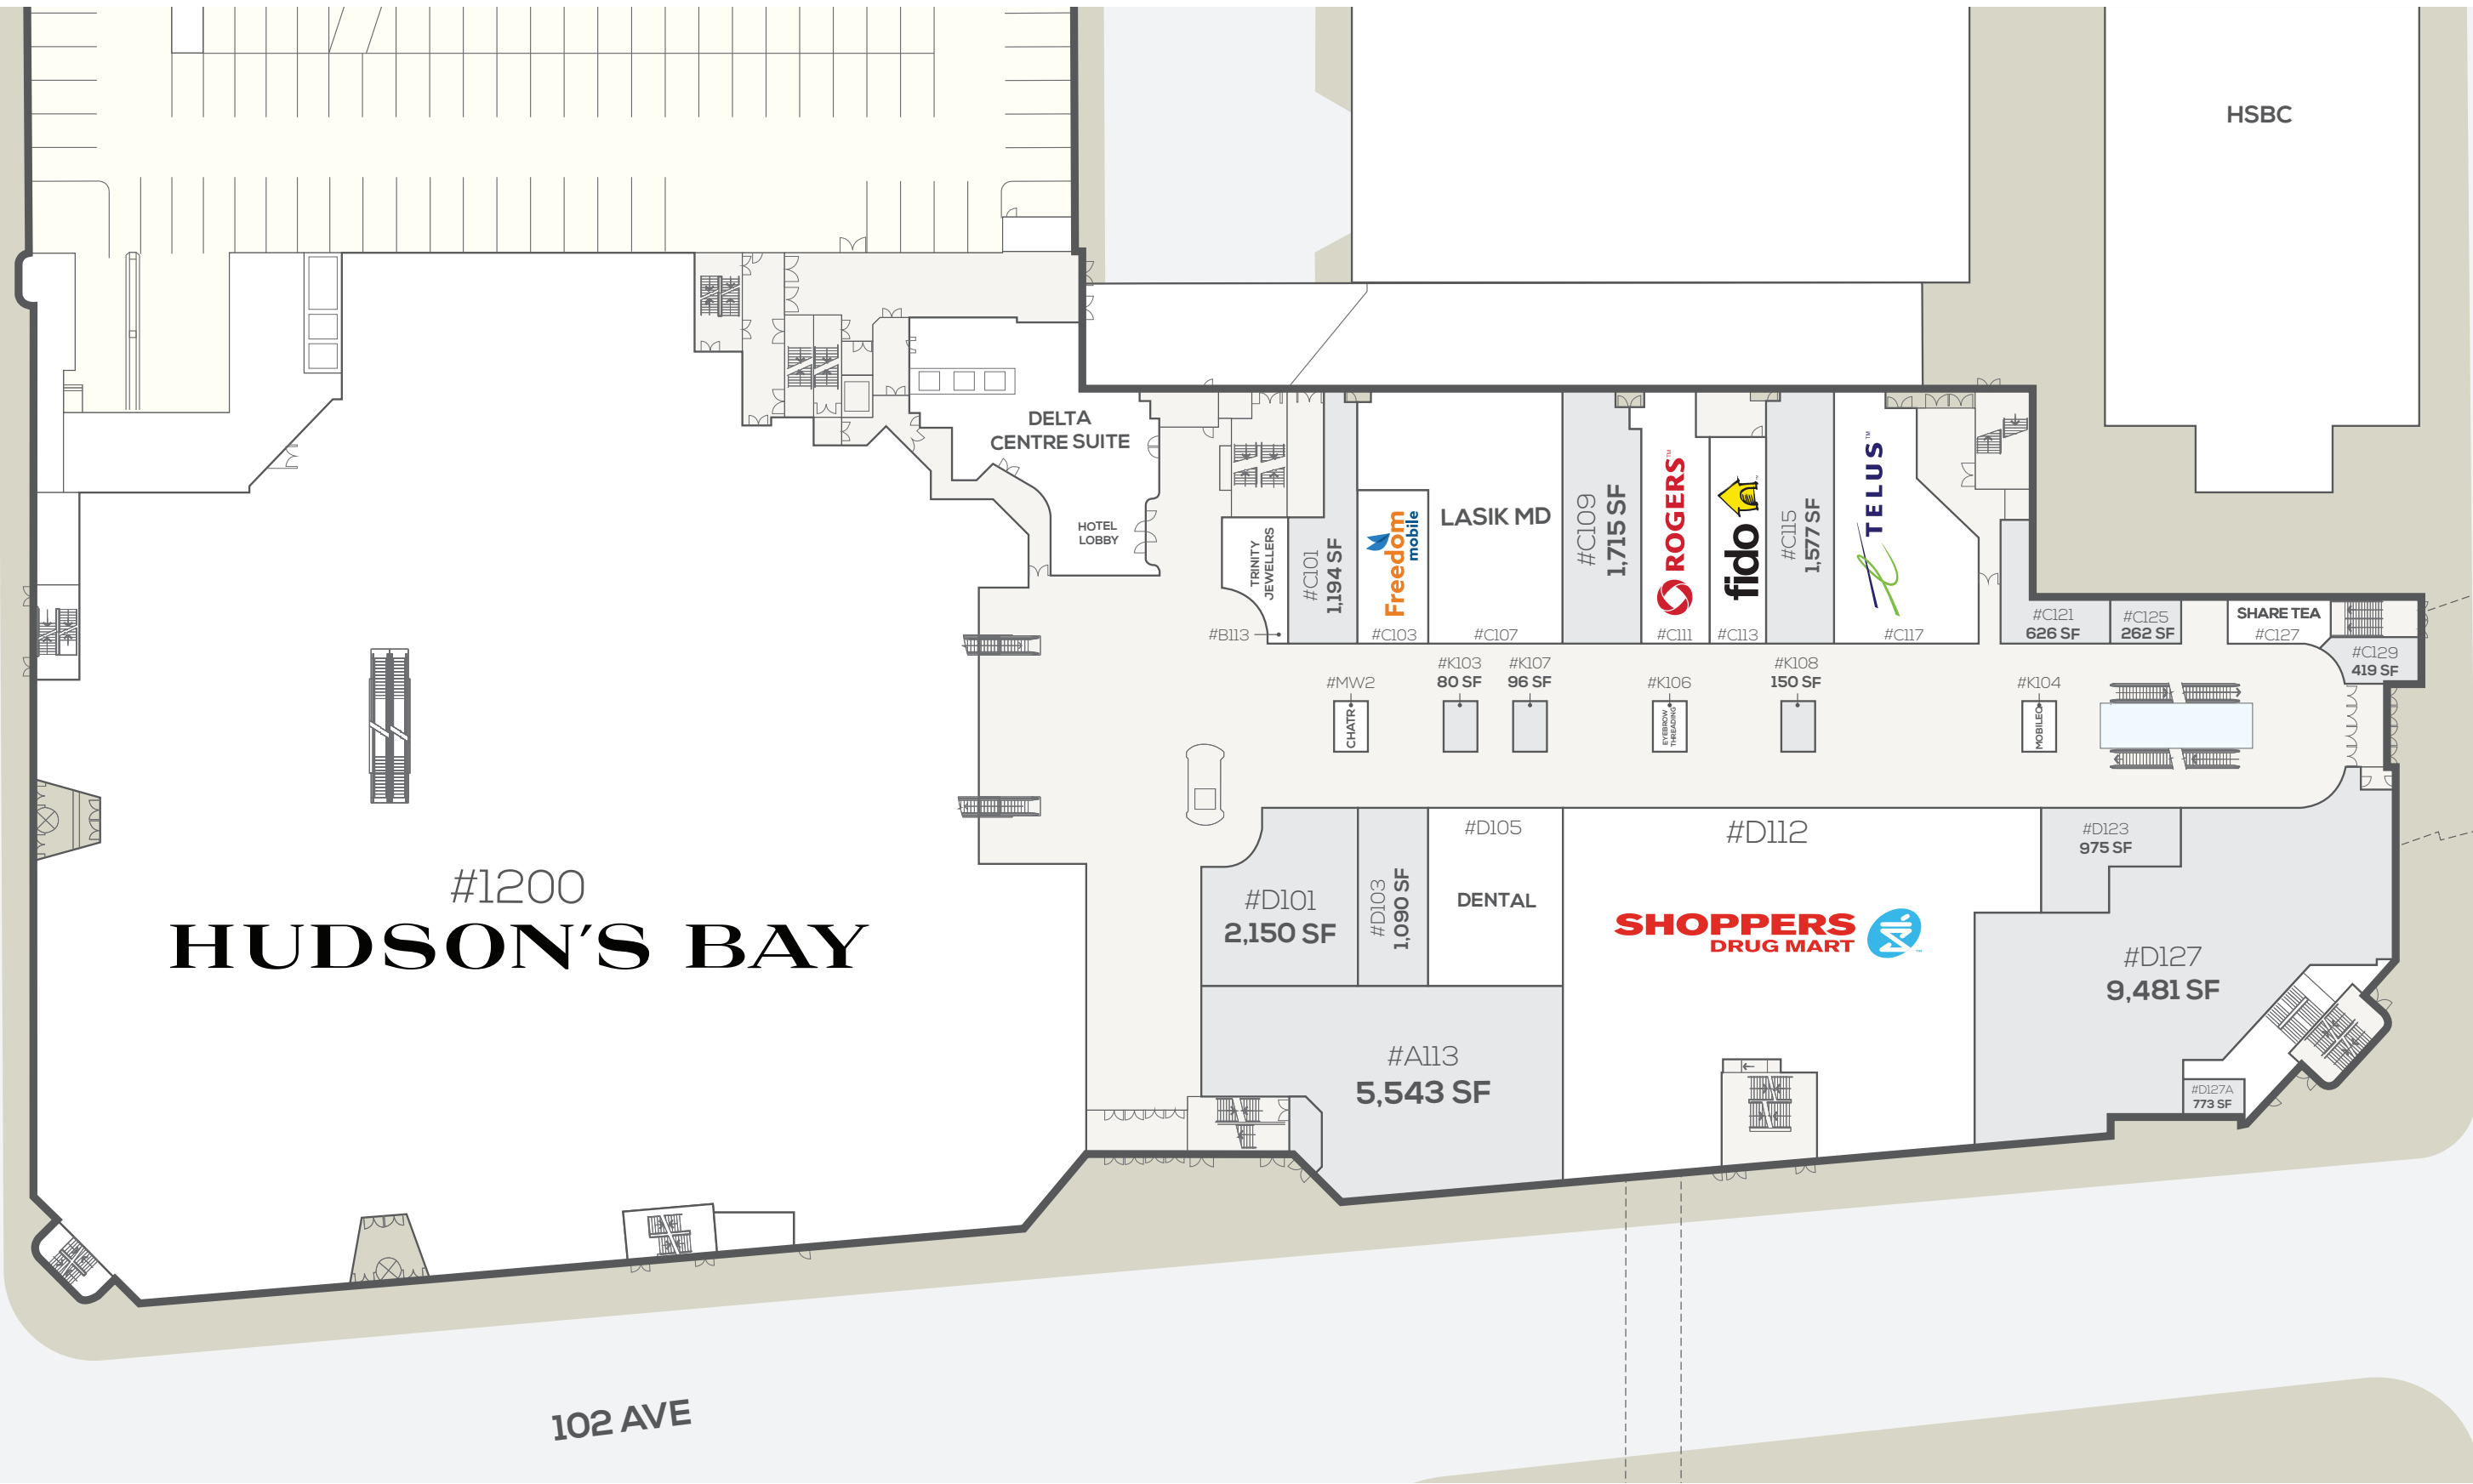 HSBC
DELTA
CENTRE SUITE
HOTEL
LOBBY
TRINITY
JEWELLERS
#B113
#C101
1,194 SF
Freedom
mobile
#C103
LASIK MD
#C107
#C109
1,715 SF
ROGERS™
#C111
fido™
#C113
#C115
1,577 SF
TELUS™
#C117
#C121
626 SF
#C125
262 SF
SHARE TEA
#C127
#C129
419 SF
#MW2
CHATR
#K103
80 SF
#K107
96 SF
#K106
EYEBROW
THREADING
#K108
150 SF
#K104
MOBILEQ
#1200
HUDSON'S BAY
#D101
2,150 SF
#D103
1,090 SF
#D105
DENTAL
#D112
SHOPPERS
DRUG MART
#D123
975 SF
#D127
9,481 SF
#D127A
773 SF
#A113
5,543 SF
102 AVE